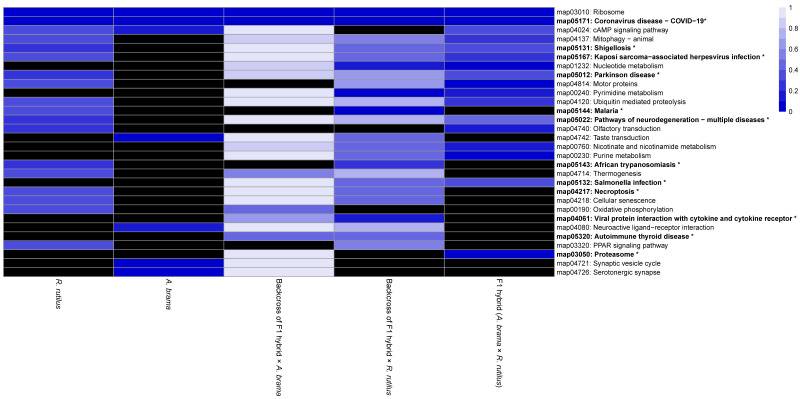 map03010: Ribosome
map05171: Coronavirus disease − COVID−19*
map04024: cAMP signaling pathway
map04137: Mitophagy − animal
map05131: Shigellosis *
map05167: Kaposi sarcoma−associated herpesvirus infection *
map01232: Nucleotide metabolism
map05012: Parkinson disease *
map04814: Motor proteins
map00240: Pyrimidine metabolism
map04120: Ubiquitin mediated proteolysis
map05144: Malaria *
map05022: Pathways of neurodegeneration − multiple diseases *
map04740: Olfactory transduction
map04742: Taste transduction
map00760: Nicotinate and nicotinamide metabolism
map00230: Purine metabolism
map05143: African trypanosomiasis *
map04714: Thermogenesis
map05132: Salmonella infection *
map04217: Necroptosis *
map04218: Cellular senescence
map00190: Oxidative phosphorylation
map04061: Viral protein interaction with cytokine and cytokine receptor *
map04080: Neuroactive ligand−receptor interaction
map05320: Autoimmune thyroid disease *
map03320: PPAR signaling pathway
map03050: Proteasome *
map04721: Synaptic vesicle cycle
map04726: Serotonergic synapse
1
0.8
0.6
0.4
0.2
0
R. rutilus
A. brama
Backcross of F1 hybrid × A. brama
Backcross of F1 hybrid × R. rutilus
F1 hybrid (A. brama × R. rutilus)